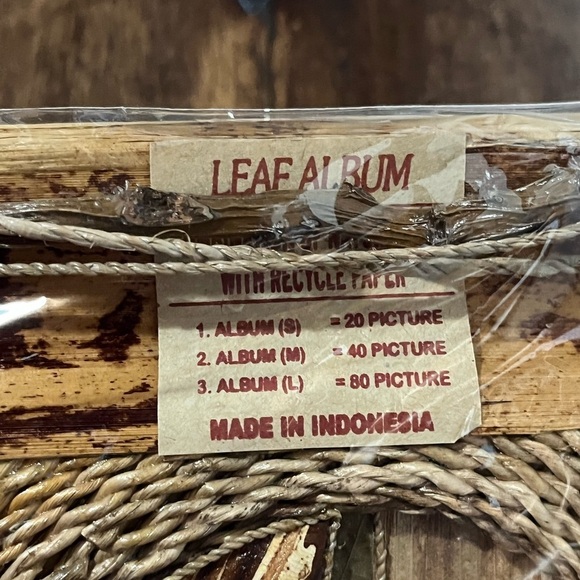 LEAF ALBUM
WITH RECYCLE PAPER
1. ALBUM (S) = 20 PICTURE
2. ALBUM (M) = 40 PICTURE
3. ALBUM (L) = 80 PICTURE
MADE IN INDONESIA